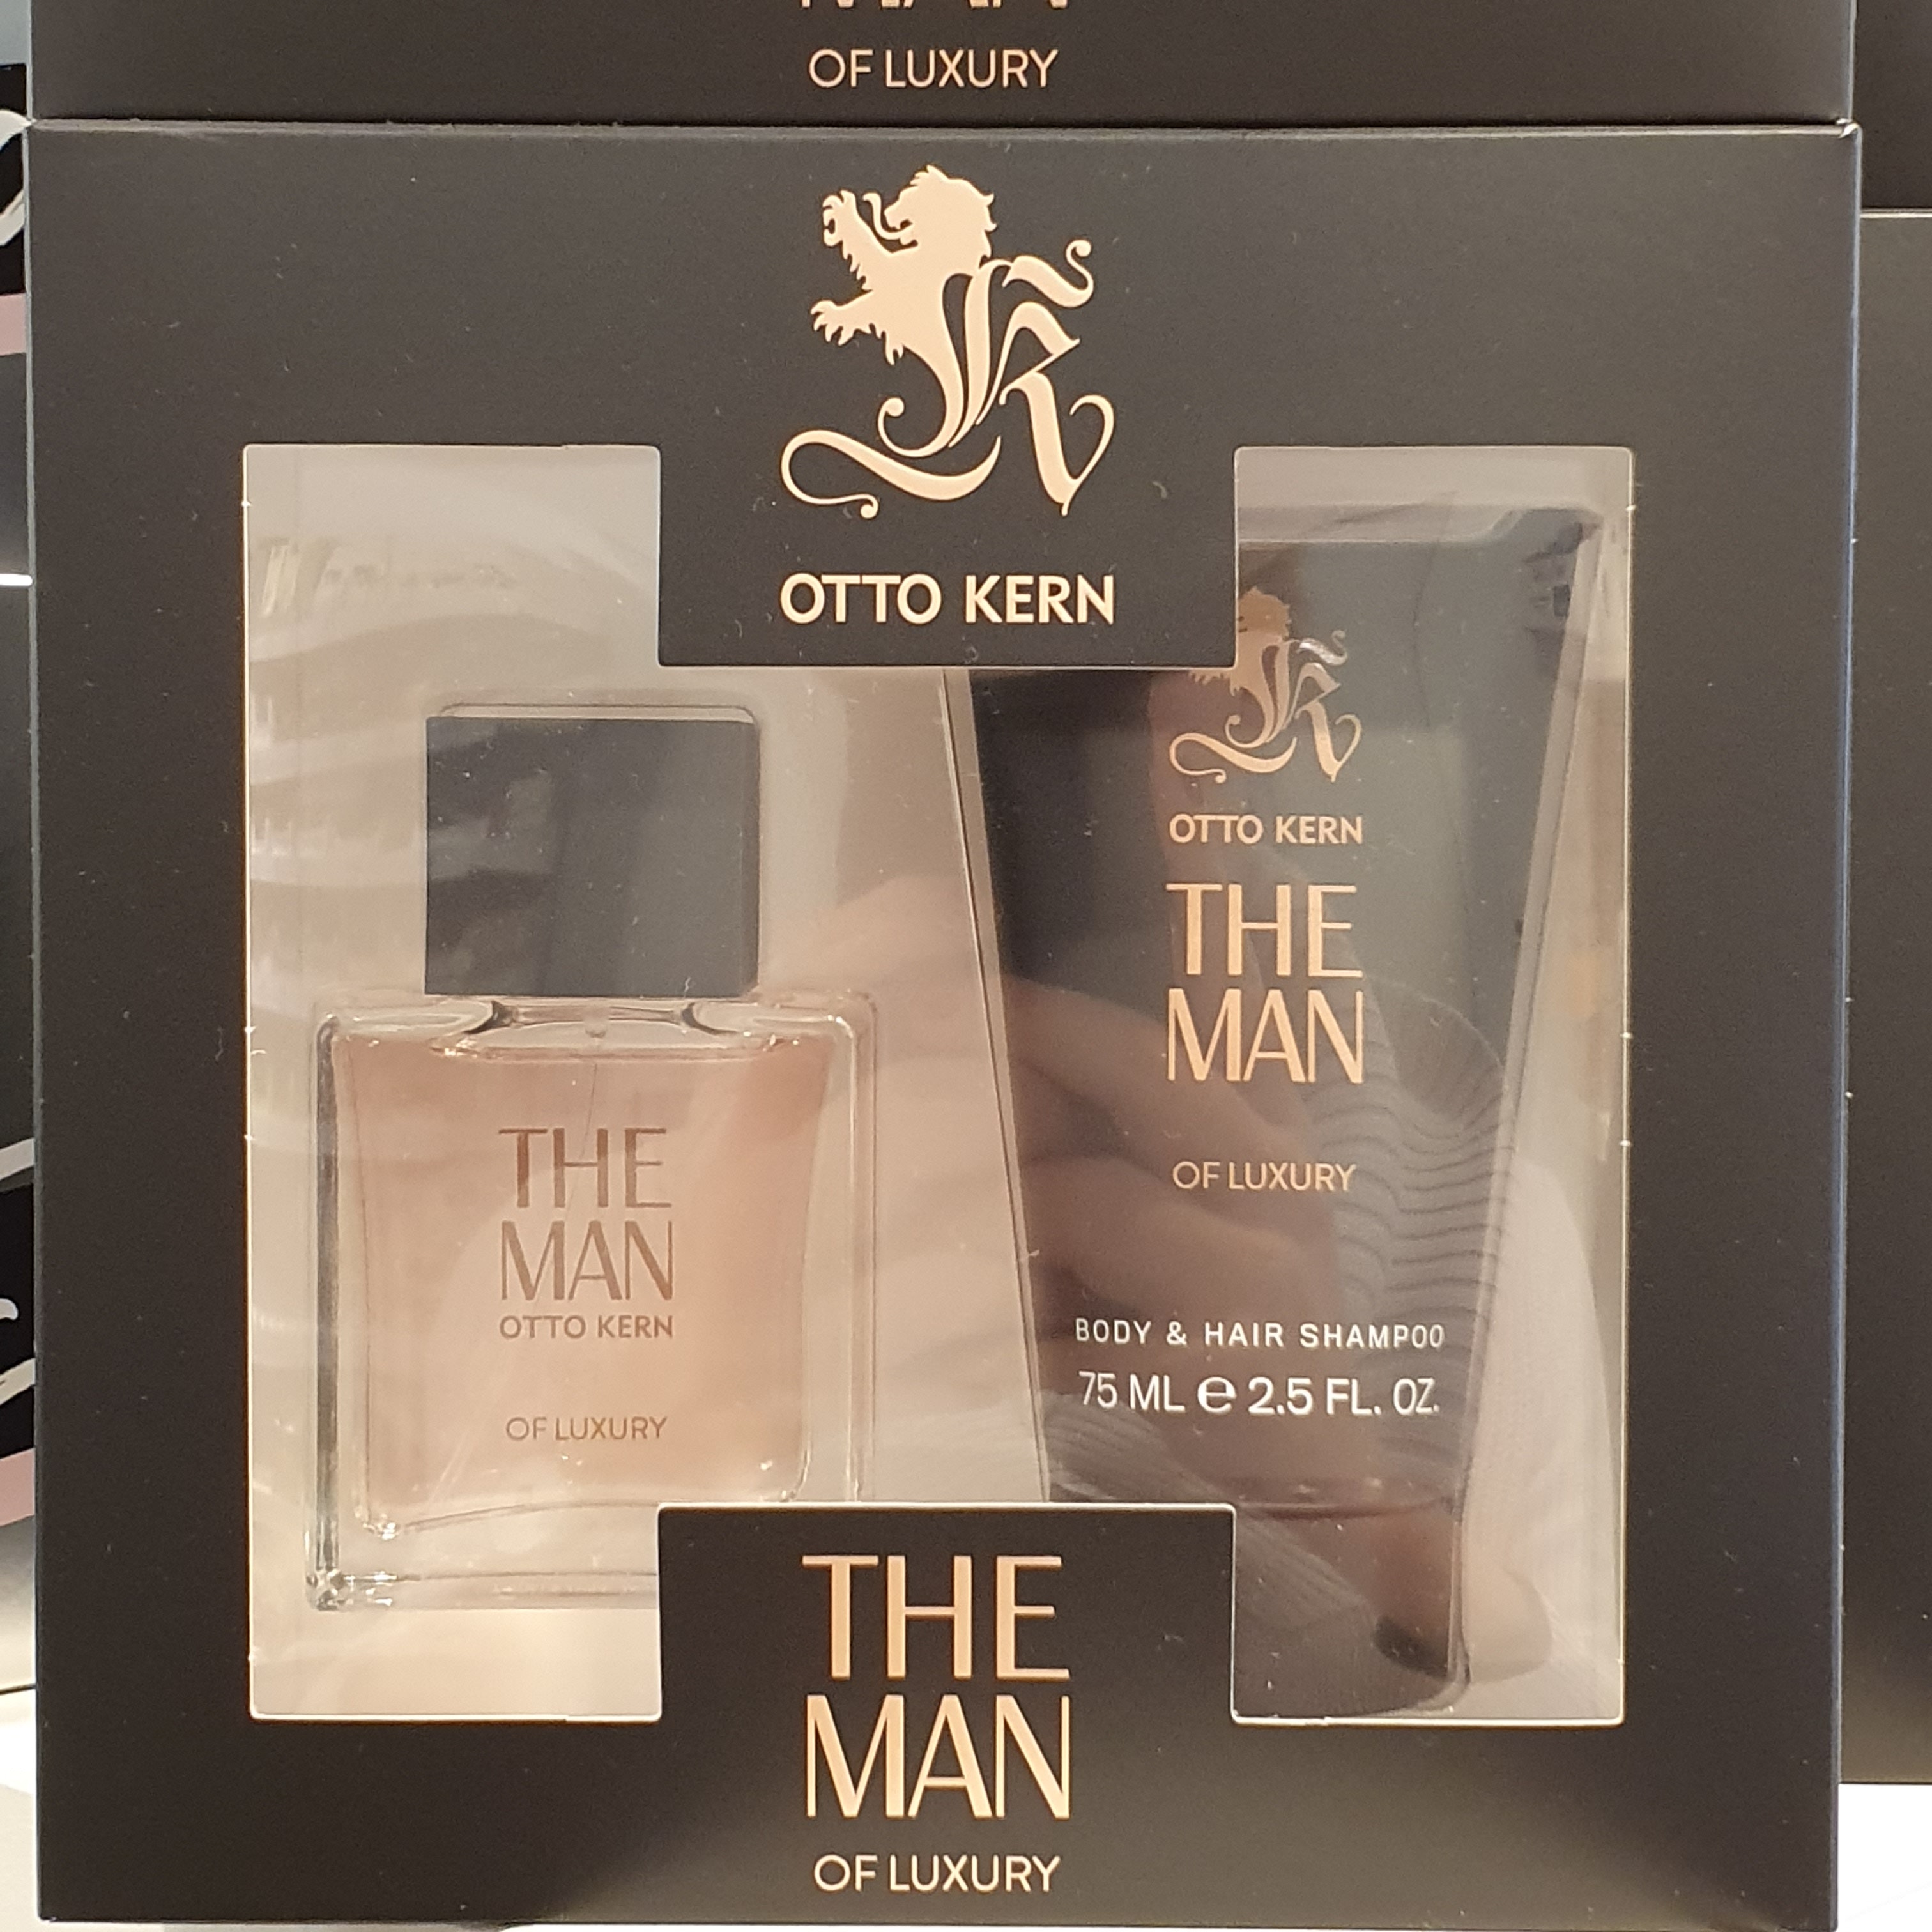 OF LUXURY
OTTO KERN
OTTO KERN
THE
MAN
OF LUXURY
BODY & HAIR SHAMPOO
75 ML ℮ 2.5 FL. OZ.
THE
MAN
OTTO KERN
OF LUXURY
THE
MAN
OF LUXURY